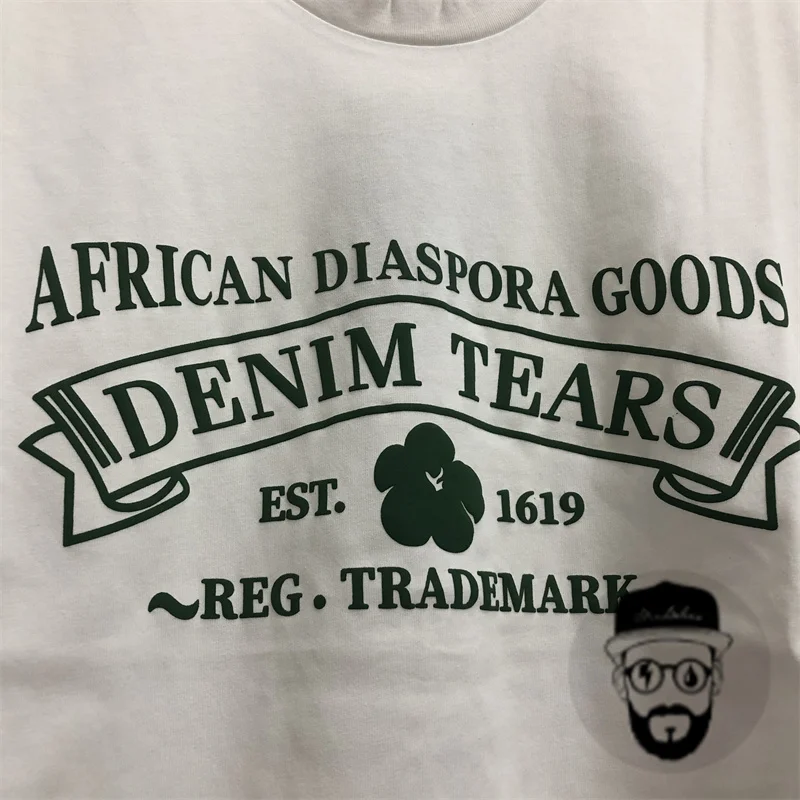 AFRICAN DIASPORA GOODS
DENIM TEARS
EST. 1619
~REG. TRADEMARK